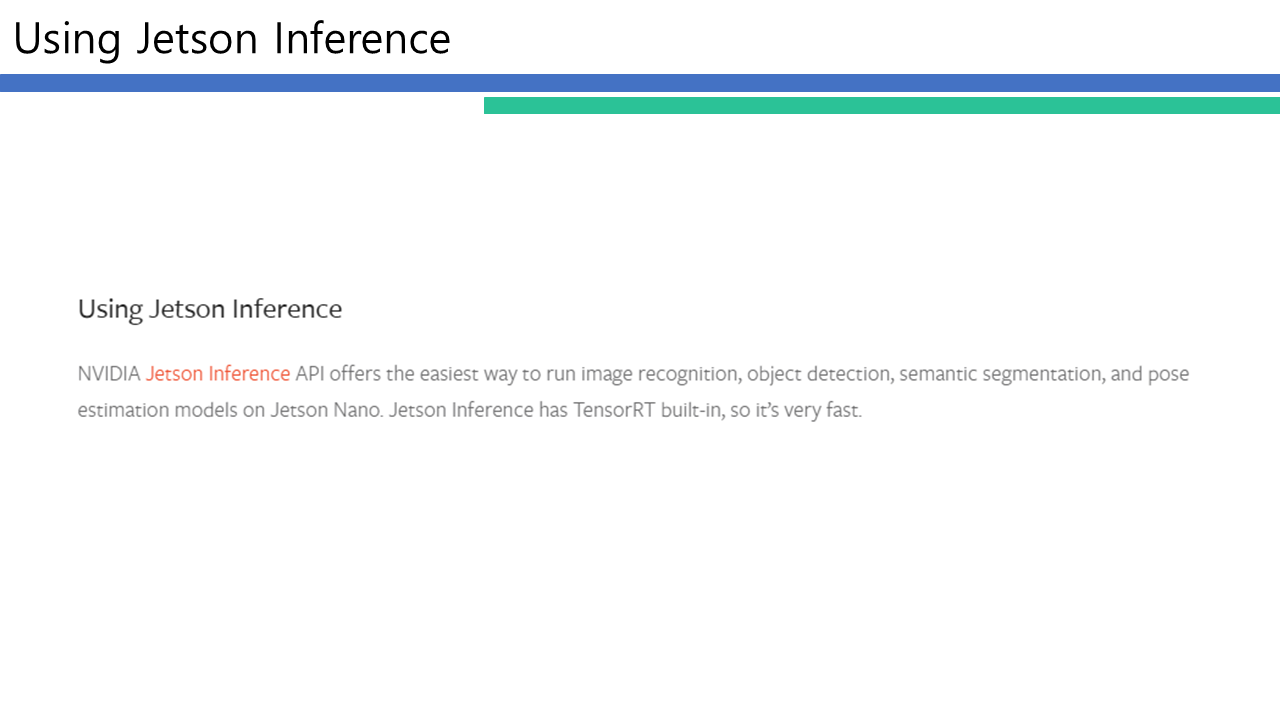 Using Jetson Inference
Using Jetson Inference
NVIDIA Jetson Inference API offers the easiest way to run image recognition, object detection, semantic segmentation, and pose
estimation models on Jetson Nano. Jetson Inference has TensorRT built-in, so it’s very fast.